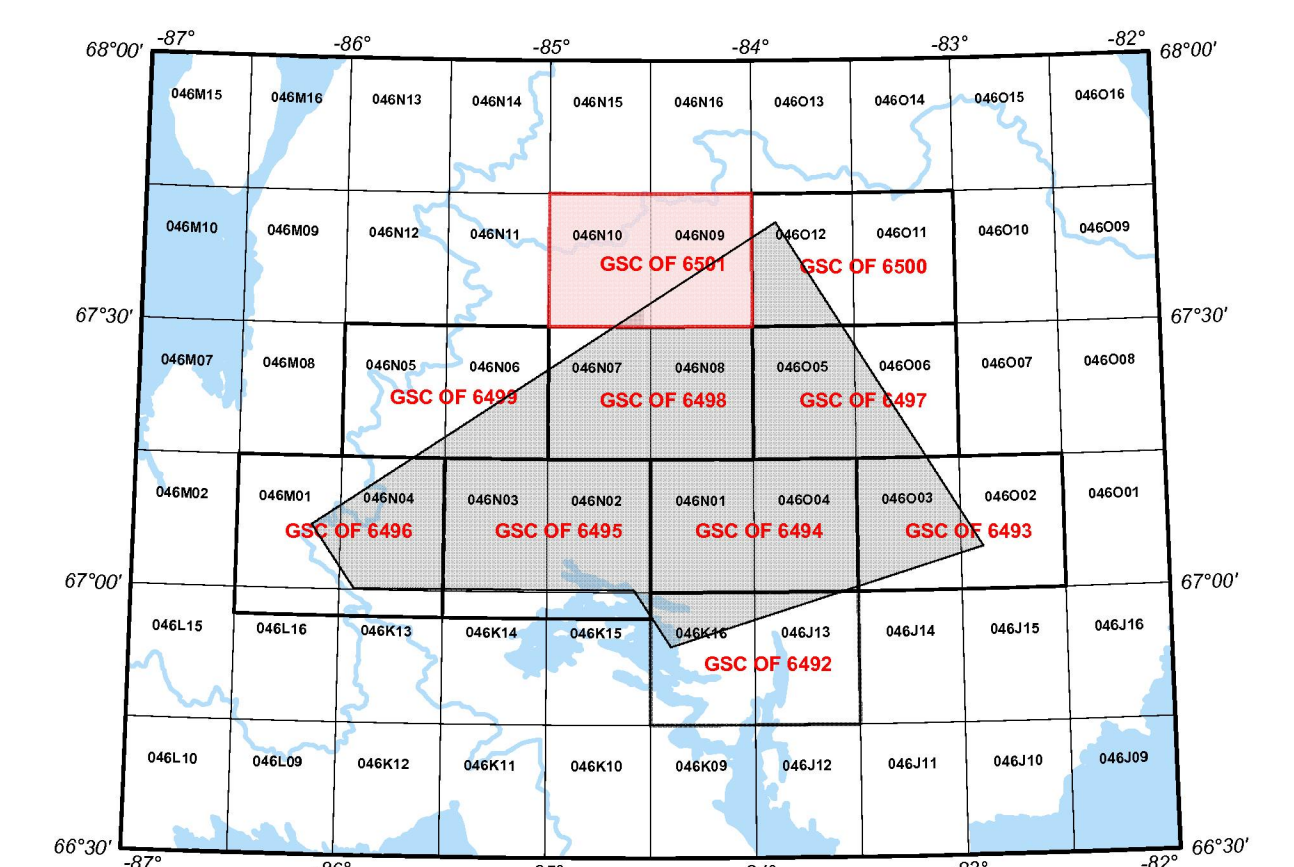 -87° -86° -85° -84° -83° -82°
68°00' 68°00'
046M15 046M16 046N13 046N14 046N15 046N16 046O13 046O14 046O15 046O16
046M10 046M09 046N12 046N11 046N10 046N09 046O12 046O11 046O10 046O09
GSC OF 6501 GSC OF 6500
67°30' 67°30'
046M07 046M08 046N05 046N06 046N07 046N08 046O05 046O06 046O07 046O08
GSC OF 6499 GSC OF 6498 GSC OF 6497
046M02 046M01 046N04 046N03 046N02 046N01 046O04 046O03 046O02 046O01
GSC OF 6496 GSC OF 6495 GSC OF 6494 GSC OF 6493
67°00' 67°00'
046L15 046L16 046K13 046K14 046K15 046K16 046J13 046J14 046J15 046J16
GSC OF 6492
046L10 046L09 046K12 046K11 046K10 046K09 046J12 046J11 046J10 046J09
66°30' 66°30'
-87° -86° -85° -84° -83° -82°